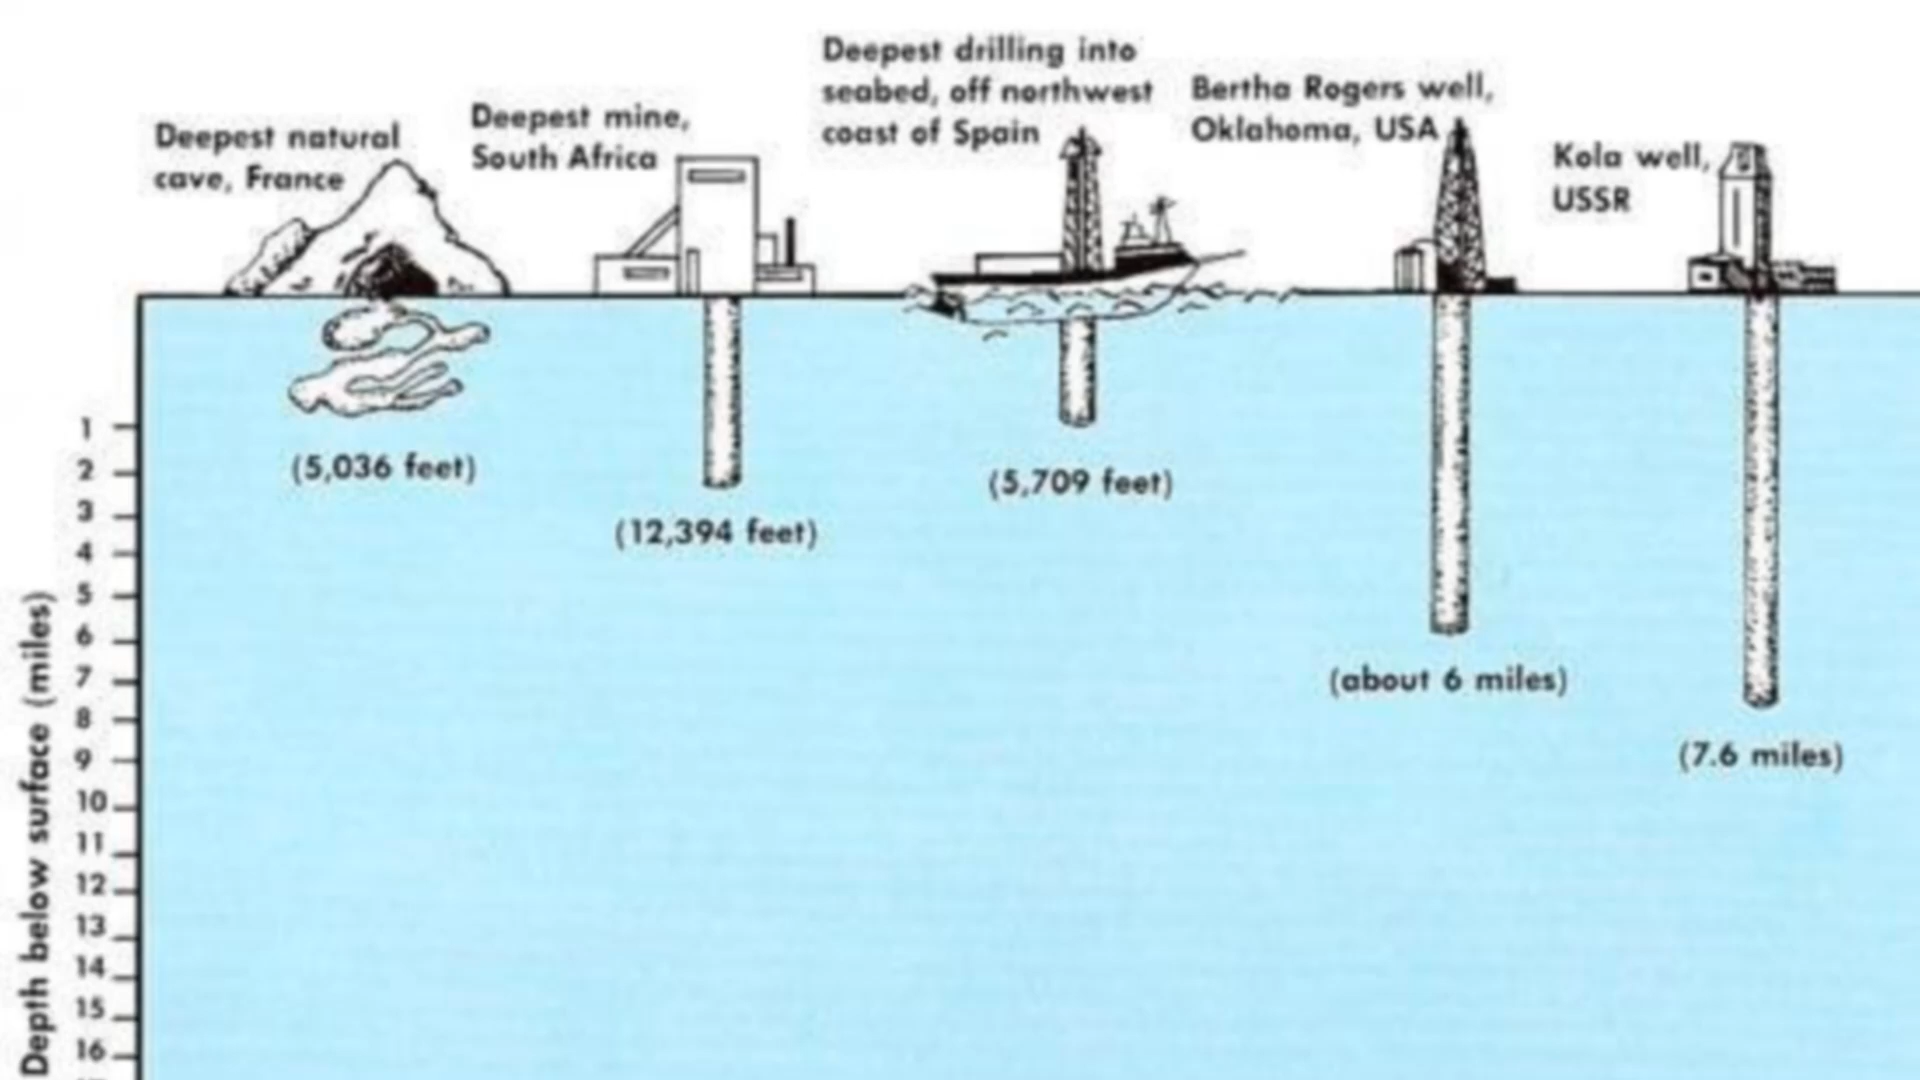 Deepest natural
cave, France
Deepest mine,
South Africa
Deepest drilling into
seabed, off northwest
coast of Spain
Bertha Rogers well,
Oklahoma, USA
Kola well,
USSR
(5,036 feet)
(12,394 feet)
(5,709 feet)
(about 6 miles)
(7.6 miles)
Depth below surface (miles)
1
2
3
4
5
6
7
8
9
10
11
12
13
14
15
16